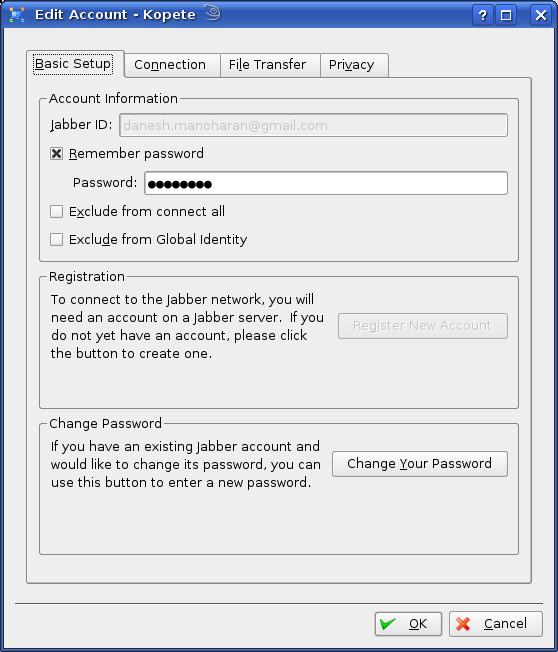 Edit Account - Kopete
Basic Setup
Connection
File Transfer
Privacy
Account Information
Jabber ID: danesh.manoharan@gmail.com
Remember password
Password: ●●●●●●●●
Exclude from connect all
Exclude from Global Identity
Registration
To connect to the Jabber network, you will
need an account on a Jabber server.  If you
do not yet have an account, please click
the button to create one.
Register New Account
Change Password
If you have an existing Jabber account and
would like to change its password, you can
use this button to enter a new password.
Change Your Password
OK
Cancel